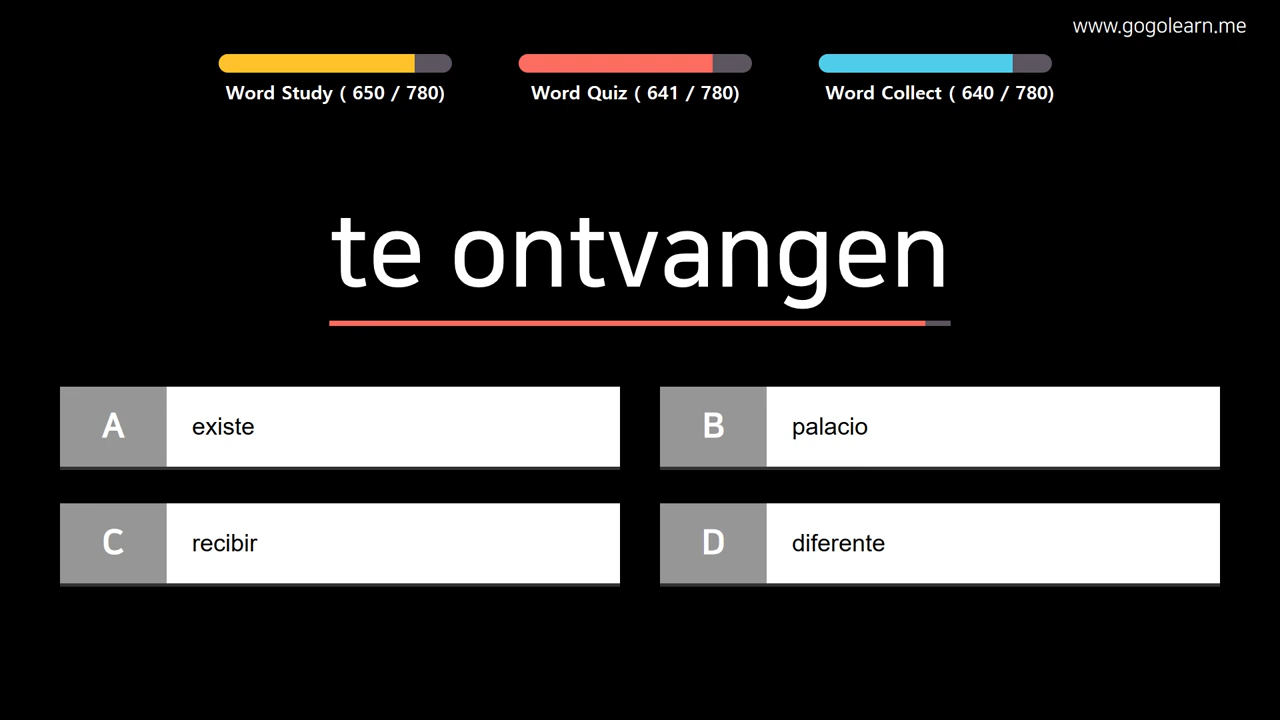 www.gogolearn.me
Word Study ( 650 / 780)
Word Quiz ( 641 / 780)
Word Collect ( 640 / 780)
te ontvangen
A existe
B palacio
C recibir
D diferente